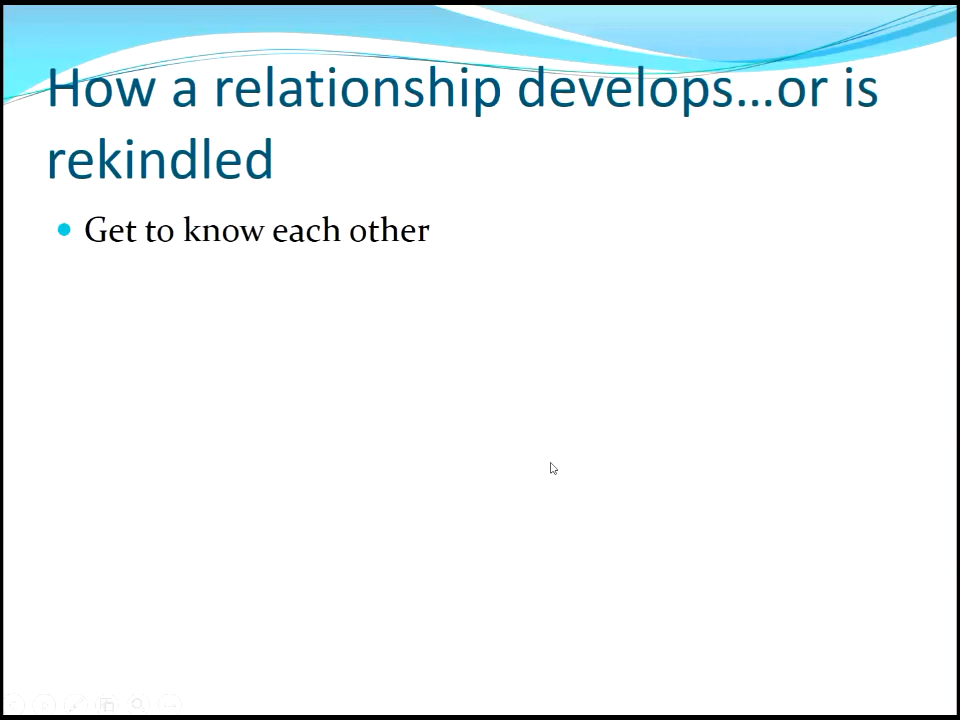 How a relationship develops...or is
rekindled
Get to know each other